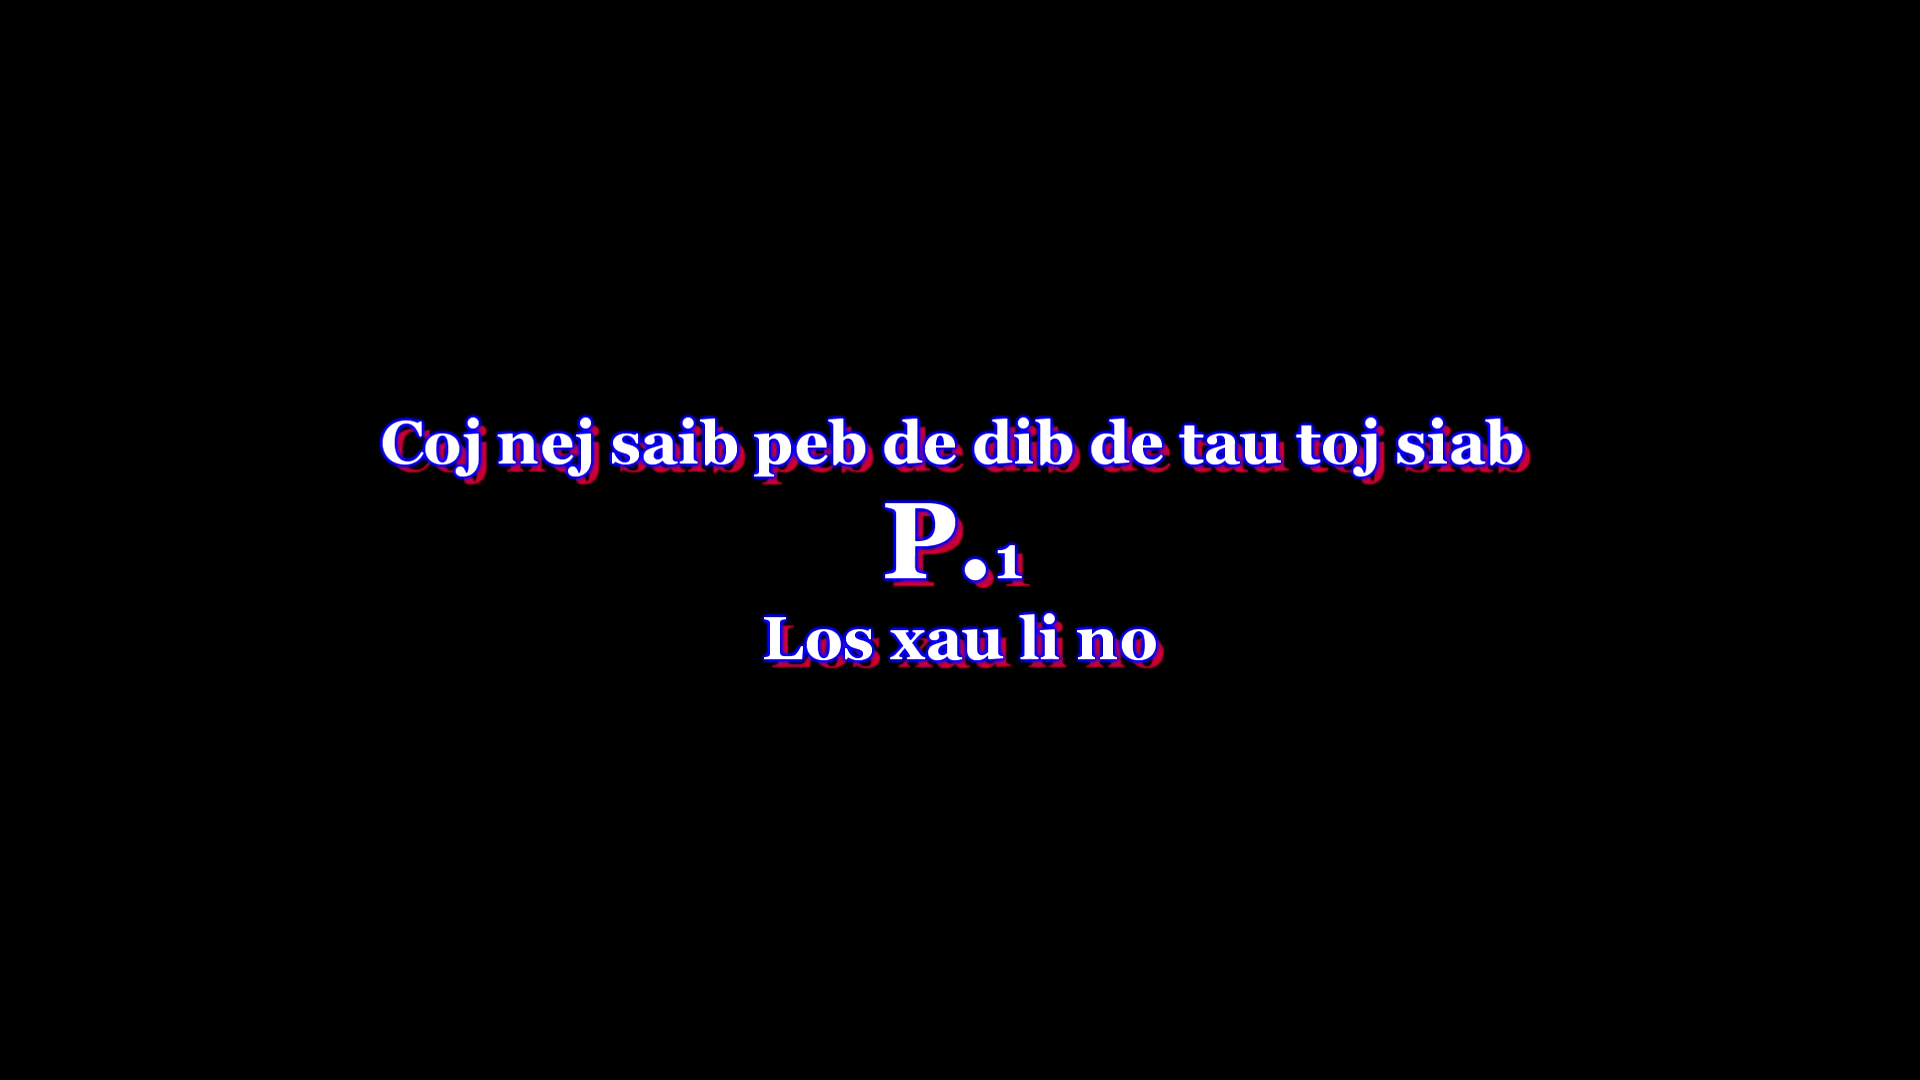 Coj nej saib peb de dib de tau toj siab
P.1
Los xau li no